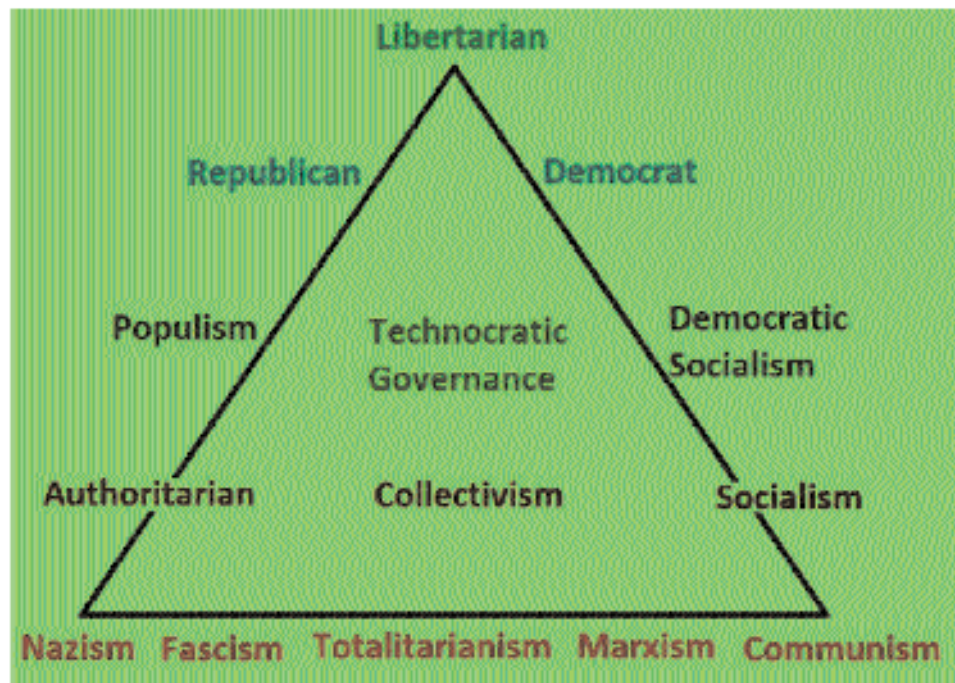 Libertarian
Republican
Democrat
Populism
Technocratic
Governance
Democratic
Socialism
Authoritarian
Collectivism
Socialism
Nazism Fascism Totalitarianism Marxism Communism